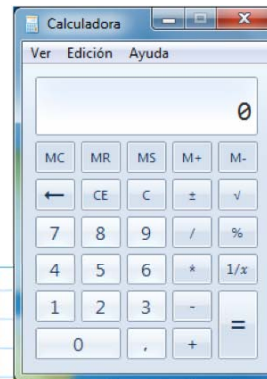 Calculadora
Ver Edición Ayuda
0
MC MR MS M+ M-
← CE C ± √
7 8 9 / %
4 5 6 * 1/x
1 2 3 - =
0 , +